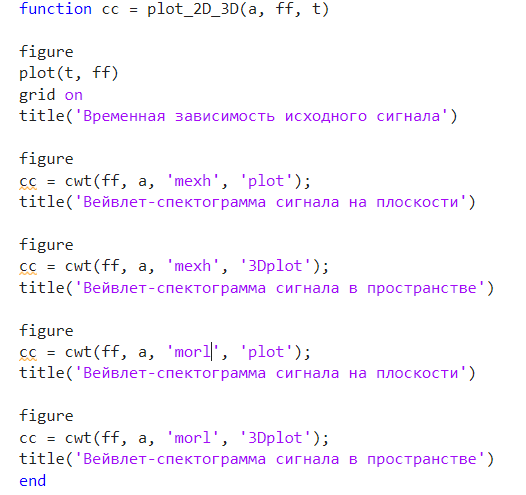 function cc = plot_2D_3D(a, ff, t)
figure
plot(t, ff)
grid on
title('Временная зависимость исходного сигнала')
figure
cc = cwt(ff, a, 'mexh', 'plot');
title('Вейвлет-спектограмма сигнала на плоскости')
figure
cc = cwt(ff, a, 'mexh', '3Dplot');
title('Вейвлет-спектограмма сигнала в пространстве')
figure
cc = cwt(ff, a, 'morl', 'plot');
title('Вейвлет-спектограмма сигнала на плоскости')
figure
cc = cwt(ff, a, 'morl', '3Dplot');
title('Вейвлет-спектограмма сигнала в пространстве')
end